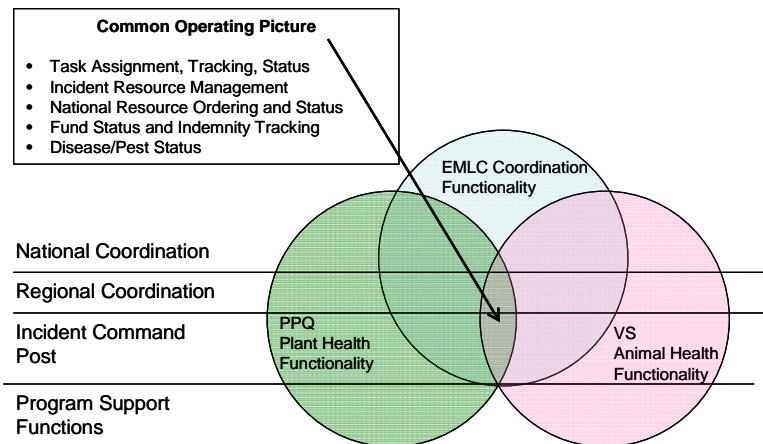 Common Operating Picture
• Task Assignment, Tracking, Status
• Incident Resource Management
• National Resource Ordering and Status
• Fund Status and Indemnity Tracking
• Disease/Pest Status
EMLC Coordination
Functionality
National Coordination
Regional Coordination
Incident Command
Post
PPQ
Plant Health
Functionality
VS
Animal Health
Functionality
Program Support
Functions